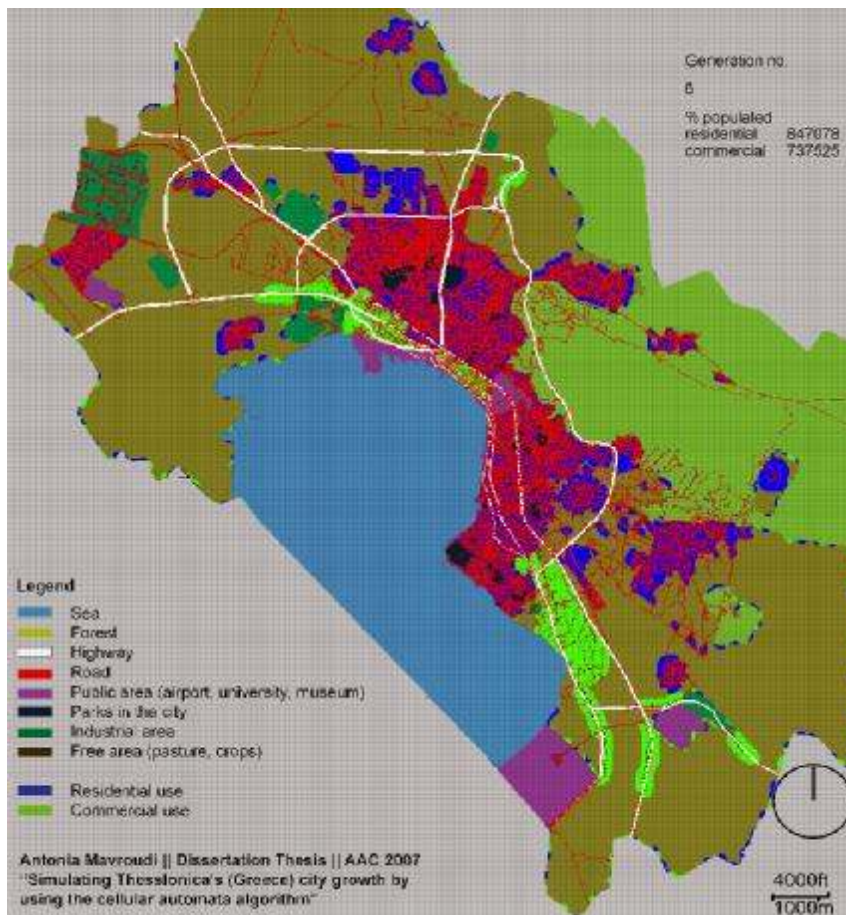 Generation no.
6
% populated
residential 847078
commercial 737525
Legend
Sea
Forest
Highway
Road
Public area (airport, university, museum)
Parks in the city
Industrial area
Free area (pasture, crops)
Residential use
Commercial use
Antonia Mavroudi || Dissertation Thesis || AAC 2007
"Simulating Thesslonica's (Greece) city growth by
using the cellular automata algorithm"
4000ft
1000m